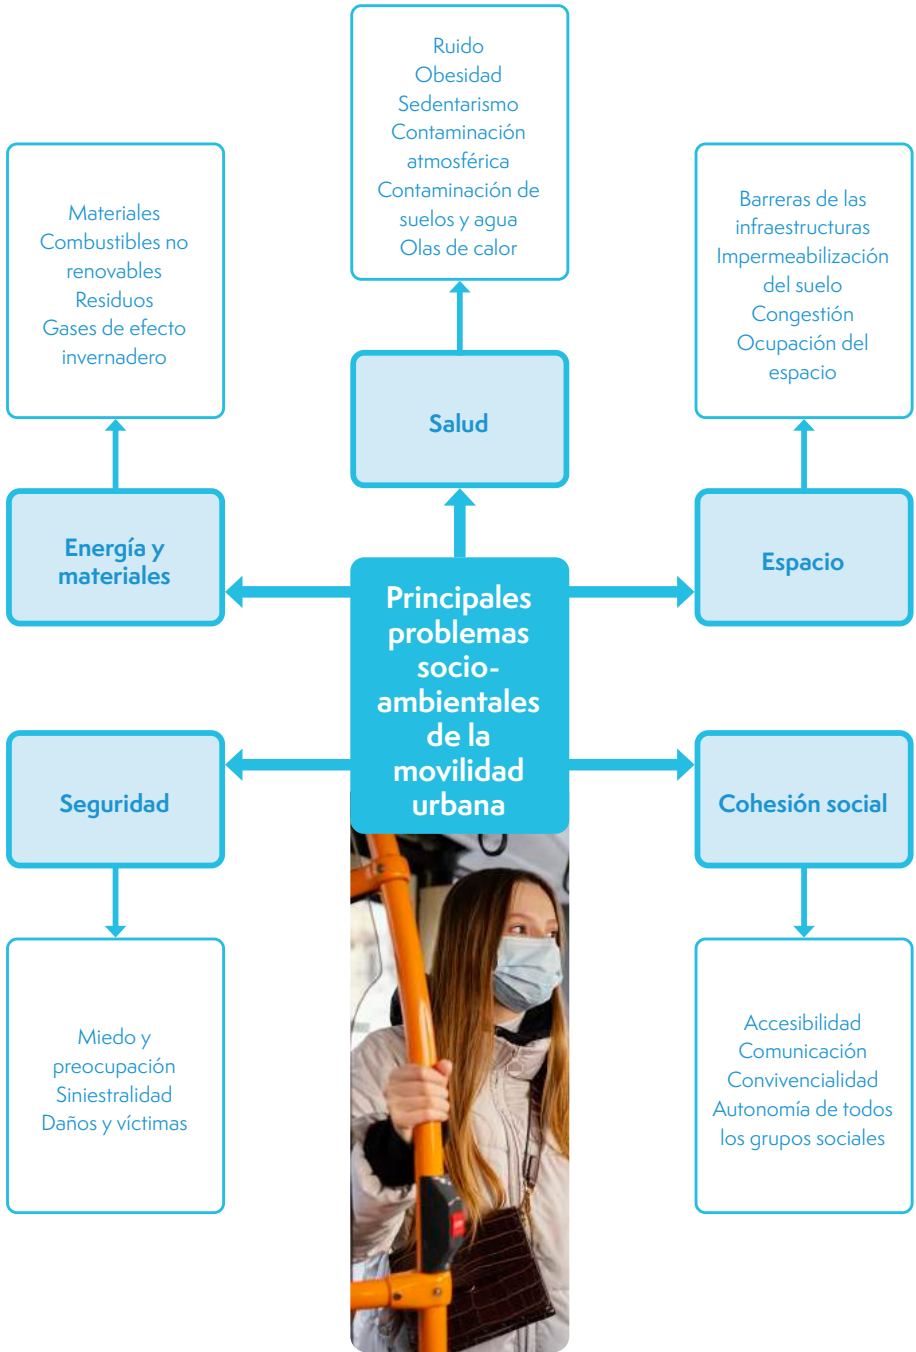 Ruido
Obesidad
Sedentarismo
Contaminación
atmosférica
Contaminación de
suelos y agua
Olas de calor
Materiales
Combustibles no
renovables
Residuos
Gases de efecto
invernadero
Barreras de las
infraestructuras
Impermeabilización
del suelo
Congestión
Ocupación del
espacio
Salud
Energía y
materiales
Espacio
Principales
problemas
socio-
ambientales
de la
movilidad
urbana
Seguridad
Cohesión social
Miedo y
preocupación
Siniestralidad
Daños y víctimas
Accesibilidad
Comunicación
Convivencialidad
Autonomía de todos
los grupos sociales